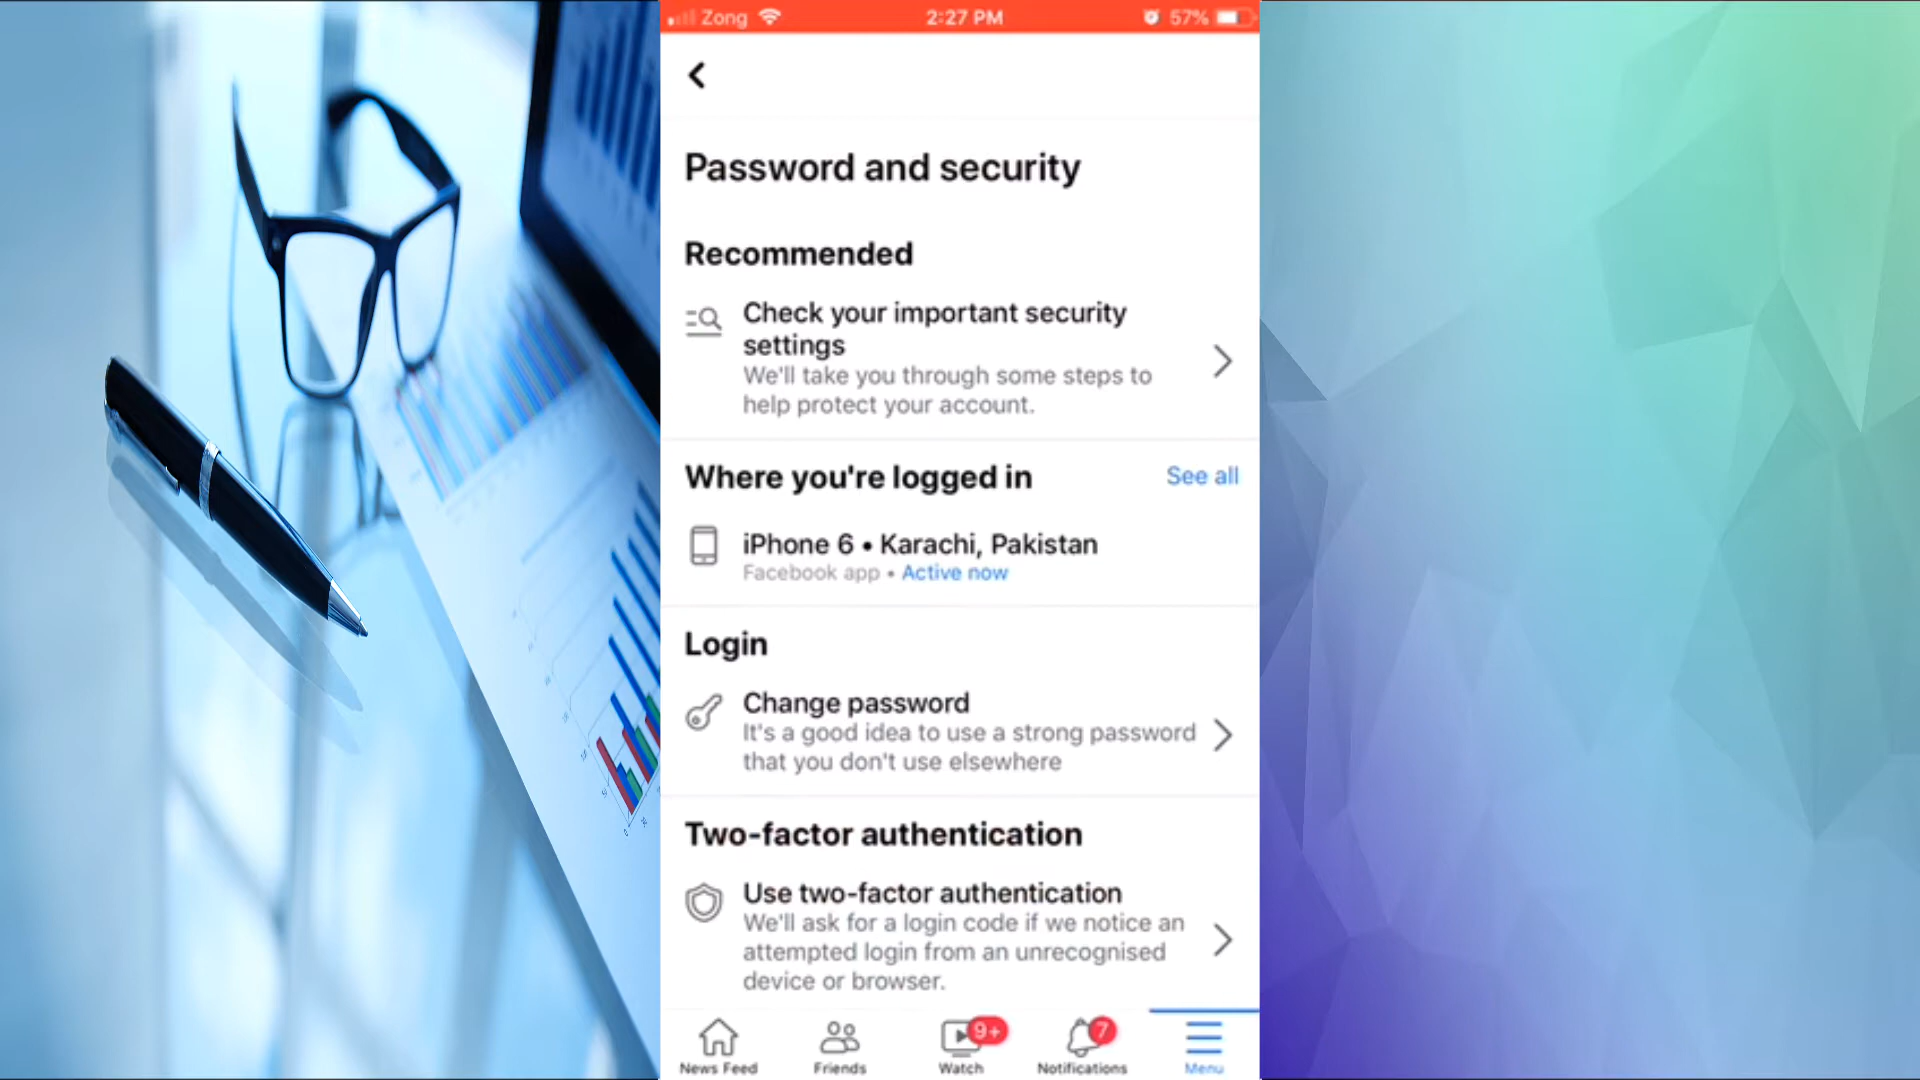 Zong 2:27 PM 57%
Password and security
Recommended
Check your important security
settings
We'll take you through some steps to
help protect your account.
Where you're logged in See all
iPhone 6 • Karachi, Pakistan
Facebook app • Active now
Login
Change password
It's a good idea to use a strong password
that you don't use elsewhere
Two-factor authentication
Use two-factor authentication
We'll ask for a login code if we notice an
attempted login from an unrecognised
device or browser.
9+ 7
News Feed Friends Watch Notifications Menu